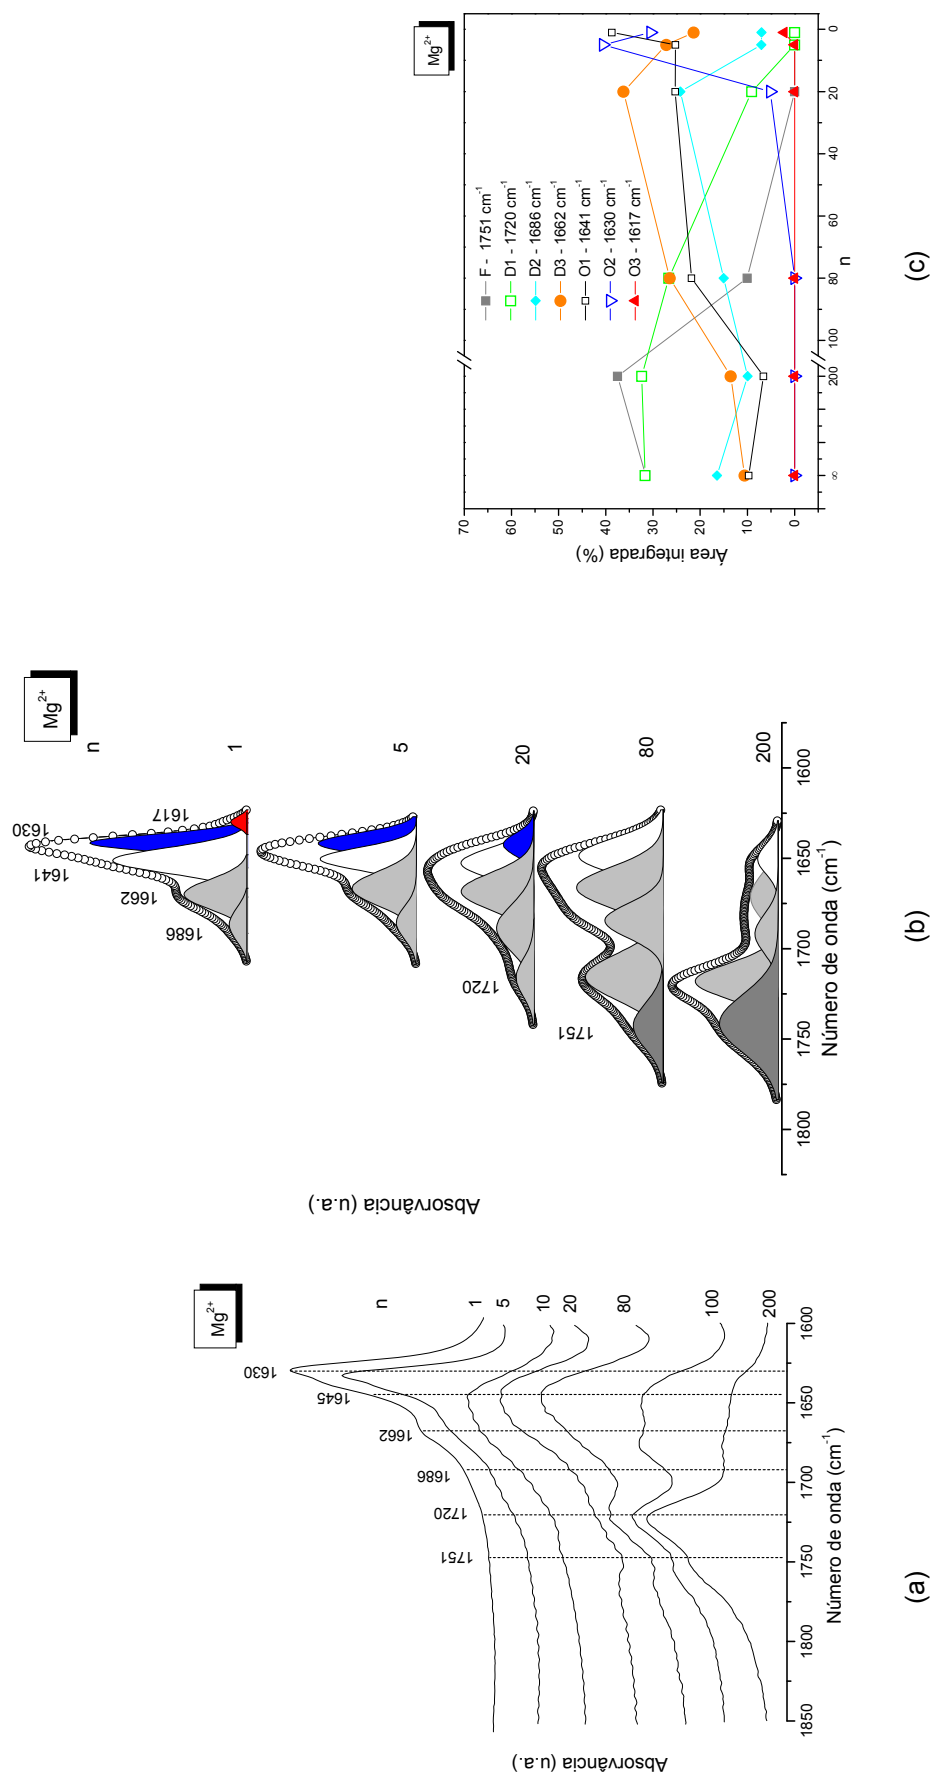 Mg2+
n
1
5
10
20
80
100
200
1630
1645
1662
1686
1720
1751
1850
1800
1750
1700
1650
1600
Absorvância (u.a.)
Número de onda (cm-1)
(a)
Mg2+
n
1
5
20
80
200
1630
1641
1662
1686
1617
1720
1751
1800
1750
1700
1650
1600
Absorvância (u.a.)
Número de onda (cm-1)
(b)
Mg2+
70
60
50
40
30
20
10
0
Área integrada (%)
F - 1751 cm-1
D1 - 1720 cm-1
D2 - 1686 cm-1
D3 - 1662 cm-1
O1 - 1641 cm-1
O2 - 1630 cm-1
O3 - 1617 cm-1
∞
200
100
80
60
40
20
0
n
(c)